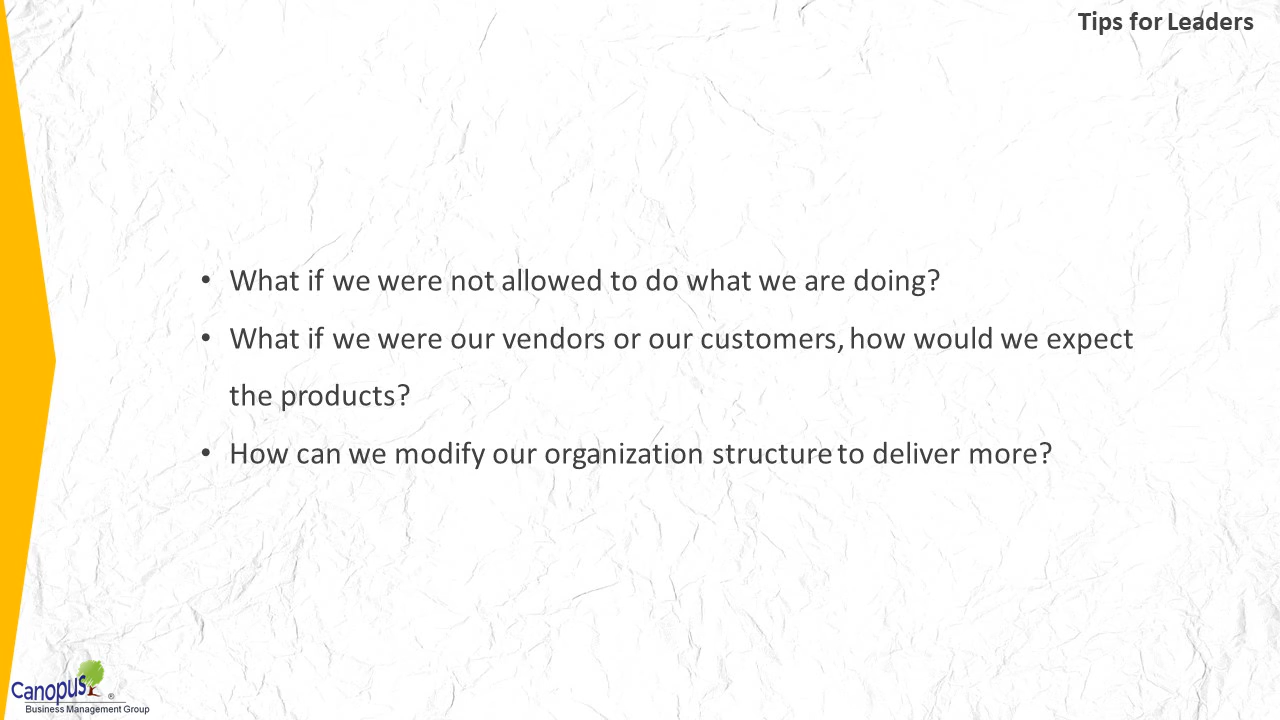 Tips for Leaders
• What if we were not allowed to do what we are doing?
• What if we were our vendors or our customers, how would we expect
the products?
• How can we modify our organization structure to deliver more?
Canopus ®
Business Management Group